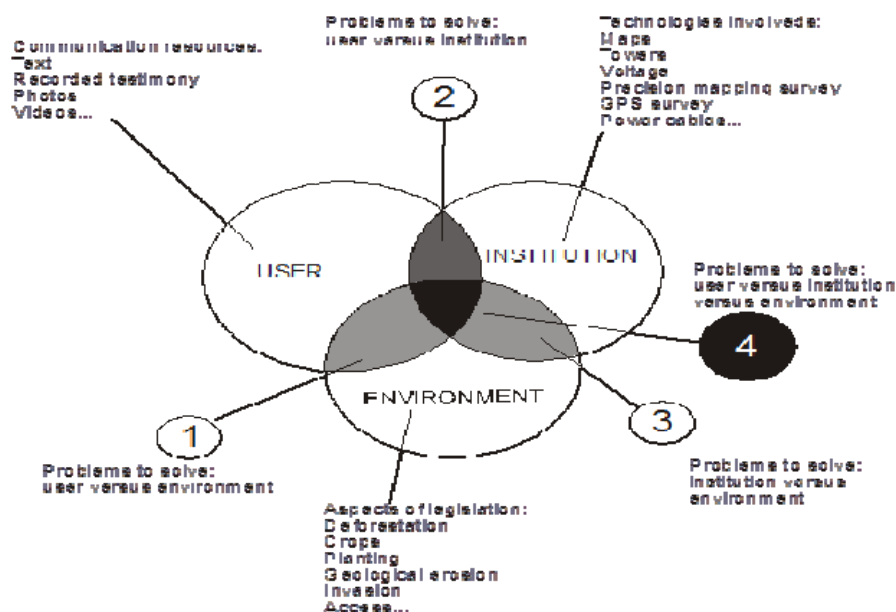 Communication resources:
Text
Recorded testimony
Photos
Videos...
Problems to solve:
user versus institution
2
Technologies involveds:
Maps
Towers
Voltage
Precision mapping survey
GPS survey
Power cables...
USER
INSTITUTION
Problems to solve:
user versus institution
versus environment
4
ENVIRONMENT
1
Problems to solve:
user versus environment
3
Problems to solve:
institution versus
environment
Aspects of legislation:
Deforestation
Crops
Planting
Geological erosion
Invasion
Access...